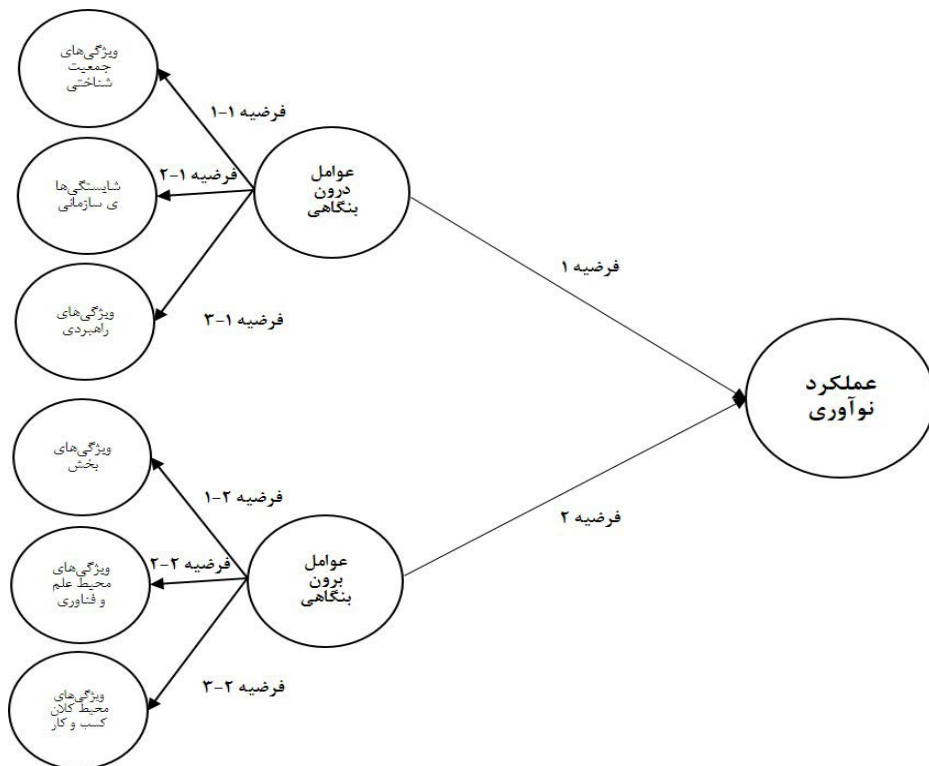 ویژگی‌های
جمعیت
شناختی
فرضیه ۱-۱
عوامل
درون
بنگاهی
شایستگی‌ها
ی سازمانی
فرضیه ۱-۲
ویژگی‌های
راهبردی
فرضیه ۱-۳
فرضیه ۱
عملکرد
نوآوری
ویژگی‌های
بخش
فرضیه ۲-۱
عوامل
برون
بنگاهی
فرضیه ۲
ویژگی‌های
محیط علم
و فناوری
فرضیه ۲-۲
ویژگی‌های
محیط کلان
کسب و کار
فرضیه ۲-۳